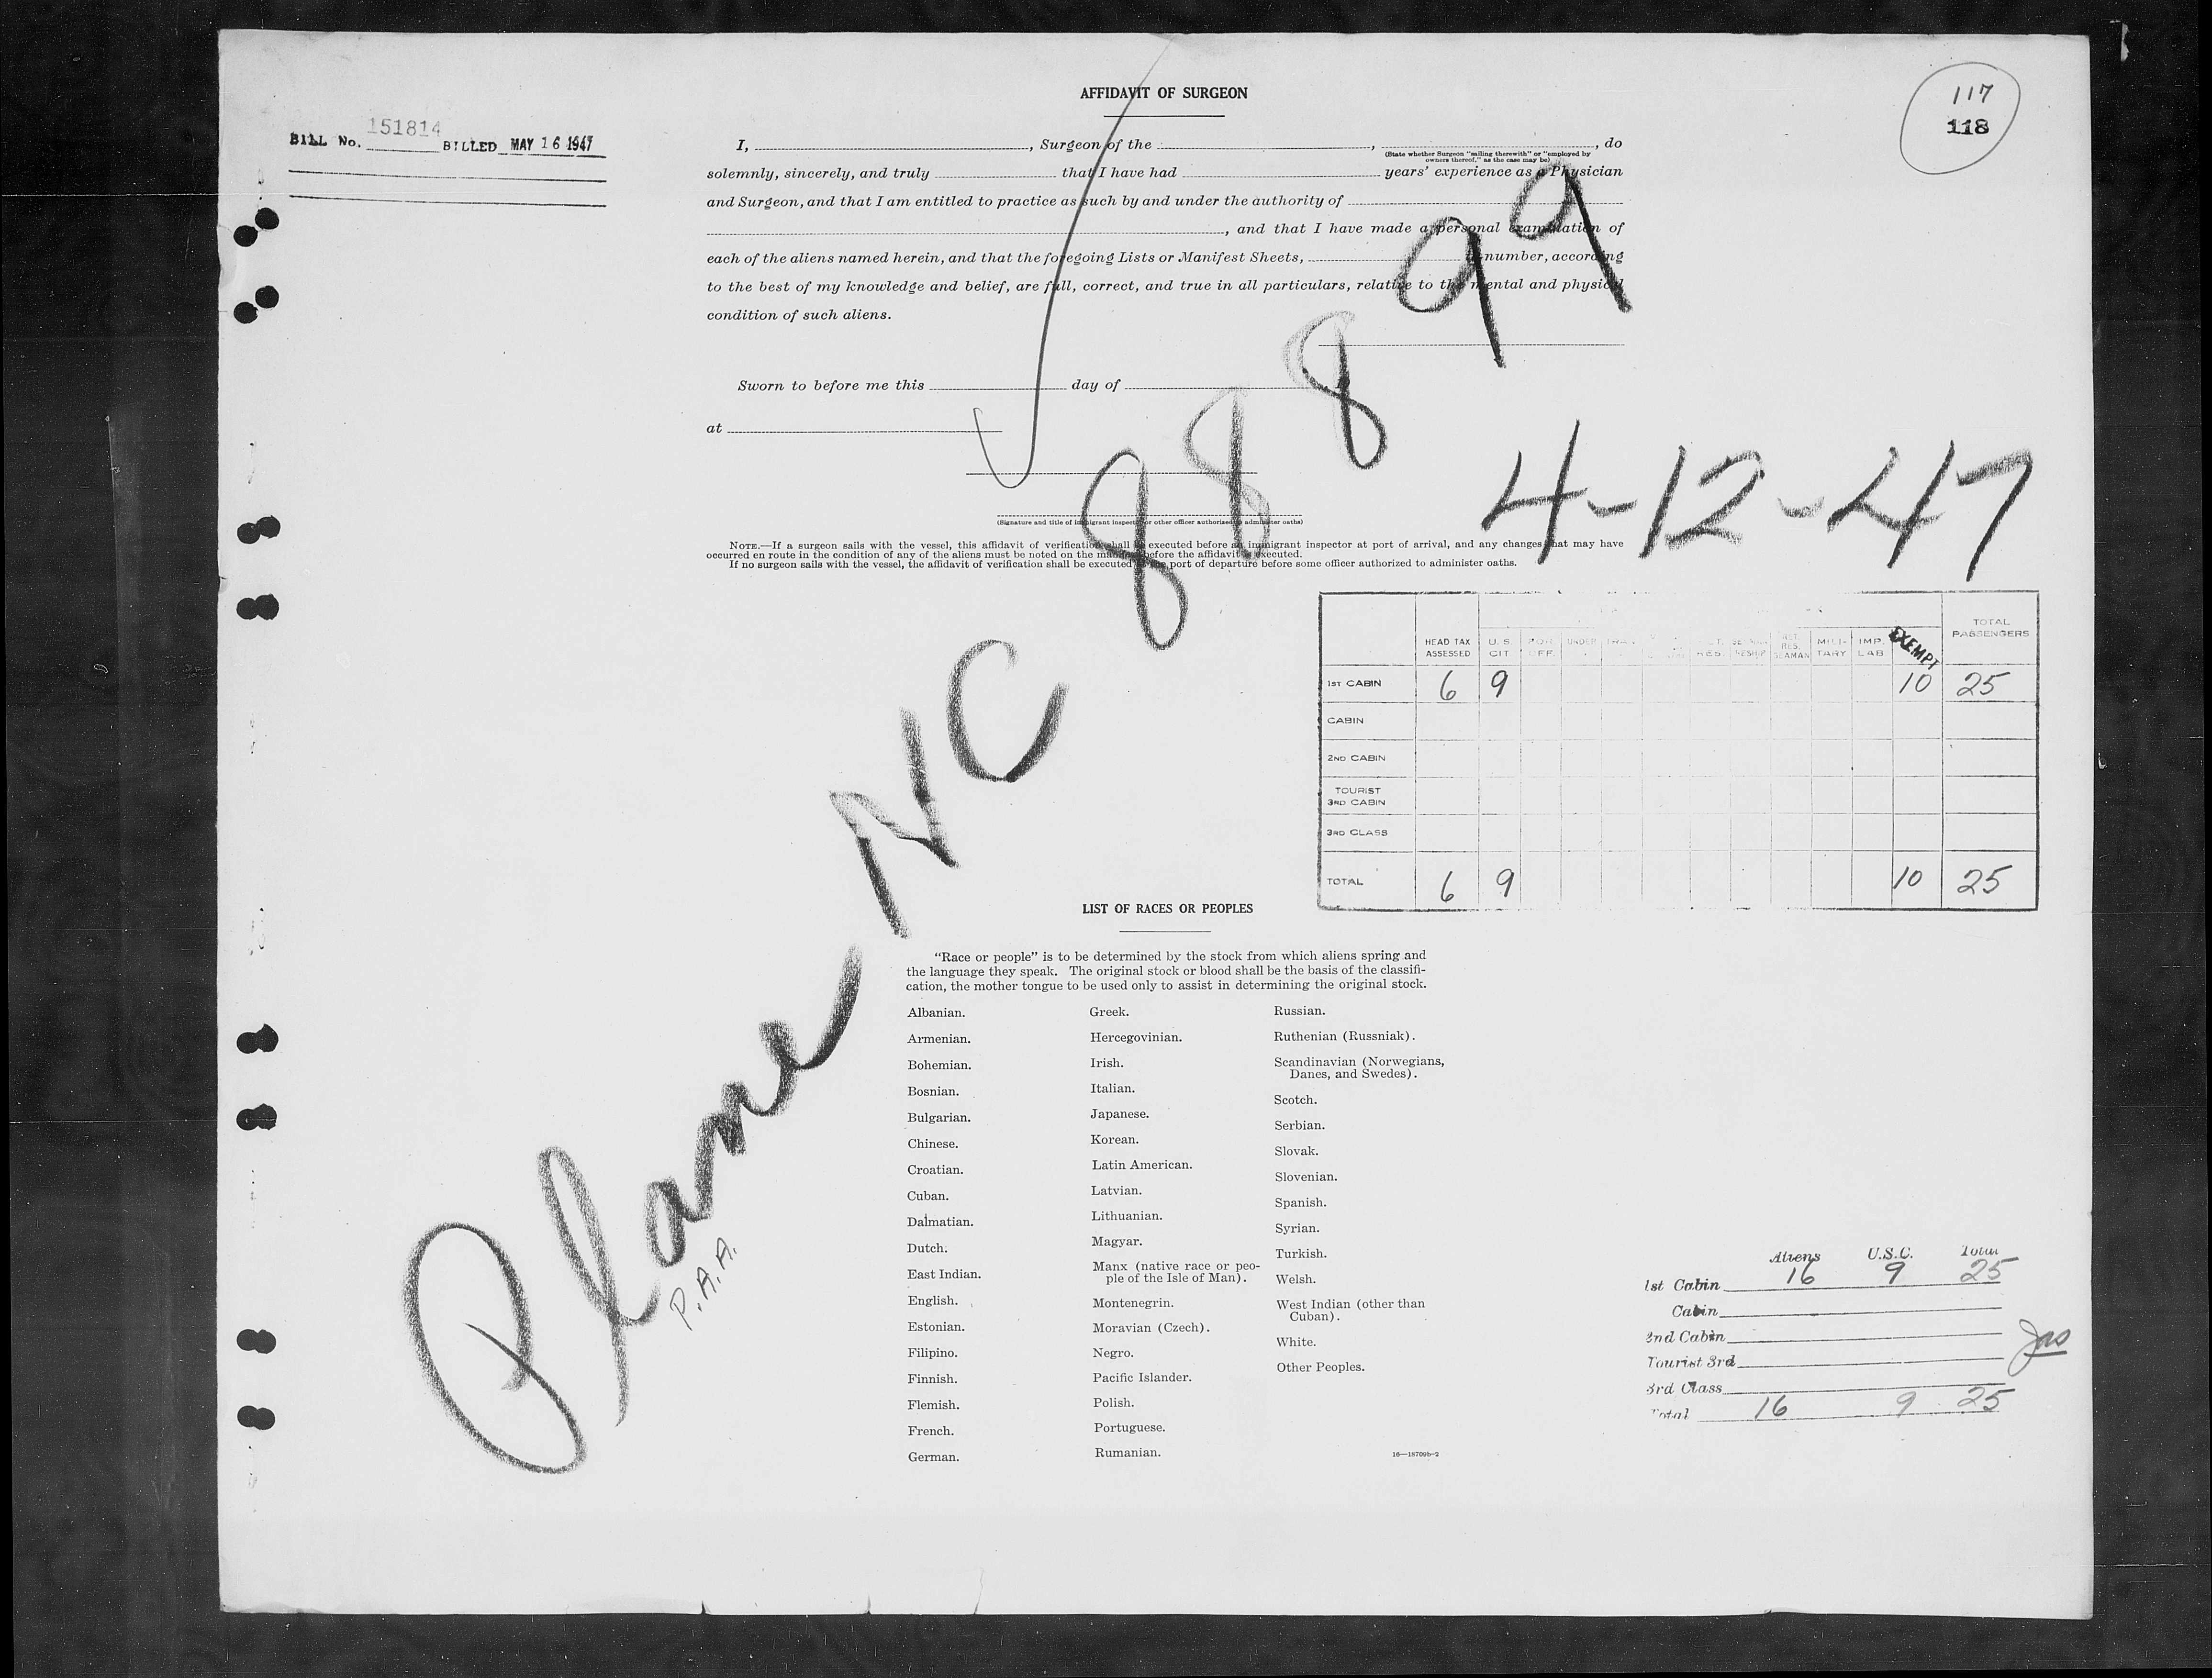 AFFIDAVIT OF SURGEON
117
118
BILL No. 151814 BILLED MAY 16 1947
I, , Surgeon of the , , do
(State whether Surgeon "sailing therewith" or "employed by
owners thereof," as the case may be)
solemnly, sincerely, and truly that I have had years' experience as a Physician
and Surgeon, and that I am entitled to practice as such by and under the authority of
, and that I have made a personal examination of
each of the aliens named herein, and that the foregoing Lists or Manifest Sheets, in number, according
to the best of my knowledge and belief, are full, correct, and true in all particulars, relative to the mental and physical
condition of such aliens.
Sworn to before me this day of
at
(Signature and title of immigrant inspector or other officer authorized to administer oaths)
NOTE.—If a surgeon sails with the vessel, this affidavit of verification shall be executed before an immigrant inspector at port of arrival, and any changes that may have
occurred en route in the condition of any of the aliens must be noted on the manifest before the affidavit is executed.
If no surgeon sails with the vessel, the affidavit of verification shall be executed at the port of departure before some officer authorized to administer oaths.
Plane NC 88899
P.A.A.
4-12-47
HEAD TAX ASSESSED U.S. CIT. FOR. OFF. UNDER RES. SEAMAN MILI-TARY IMP. LAB EXEMPT TOTAL PASSENGERS
1ST CABIN 6 9 10 25
CABIN
2ND CABIN
TOURIST
3RD CABIN
3RD CLASS
TOTAL 6 9 10 25
LIST OF RACES OR PEOPLES
"Race or people" is to be determined by the stock from which aliens spring and
the language they speak. The original stock or blood shall be the basis of the classifi-
cation, the mother tongue to be used only to assist in determining the original stock.
Albanian.
Armenian.
Bohemian.
Bosnian.
Bulgarian.
Chinese.
Croatian.
Cuban.
Dalmatian.
Dutch.
East Indian.
English.
Estonian.
Filipino.
Finnish.
Flemish.
French.
German.
Greek.
Hercegovinian.
Irish.
Italian.
Japanese.
Korean.
Latin American.
Latvian.
Lithuanian.
Magyar.
Manx (native race or peo-
ple of the Isle of Man).
Montenegrin.
Moravian (Czech).
Negro.
Pacific Islander.
Polish.
Portuguese.
Rumanian.
Russian.
Ruthenian (Russniak).
Scandinavian (Norwegians,
Danes, and Swedes).
Scotch.
Serbian.
Slovak.
Slovenian.
Spanish.
Syrian.
Turkish.
Welsh.
West Indian (other than
Cuban).
White.
Other Peoples.
16—18709b-2
Aliens U.S.C. Total
1st Cabin 16 9 25
Cabin
2nd Cabin
Tourist 3rd
3rd Class
Total 16 9 25